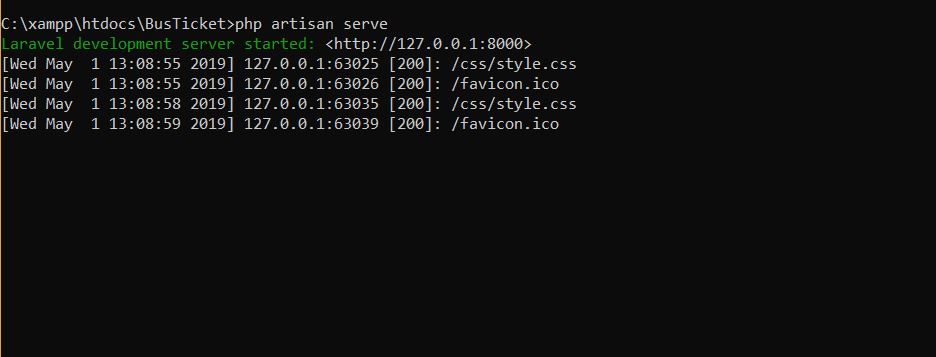 C:\xampp\htdocs\BusTicket>php artisan serve
Laravel development server started: <http://127.0.0.1:8000>
[Wed May  1 13:08:55 2019] 127.0.0.1:63025 [200]: /css/style.css
[Wed May  1 13:08:55 2019] 127.0.0.1:63026 [200]: /favicon.ico
[Wed May  1 13:08:58 2019] 127.0.0.1:63035 [200]: /css/style.css
[Wed May  1 13:08:59 2019] 127.0.0.1:63039 [200]: /favicon.ico